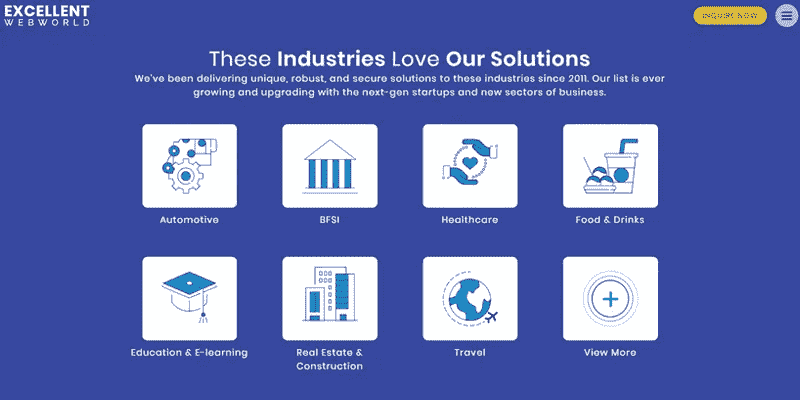 EXCELLENT
WEBWORLD
INQUIRE NOW
These Industries Love Our Solutions
We've been delivering unique, robust, and secure solutions to these industries since 2011. Our list is ever
growing and upgrading with the next-gen startups and new sectors of business.
Automotive
BFSI
Healthcare
Food & Drinks
Education & E-learning
Real Estate &
Construction
Travel
View More